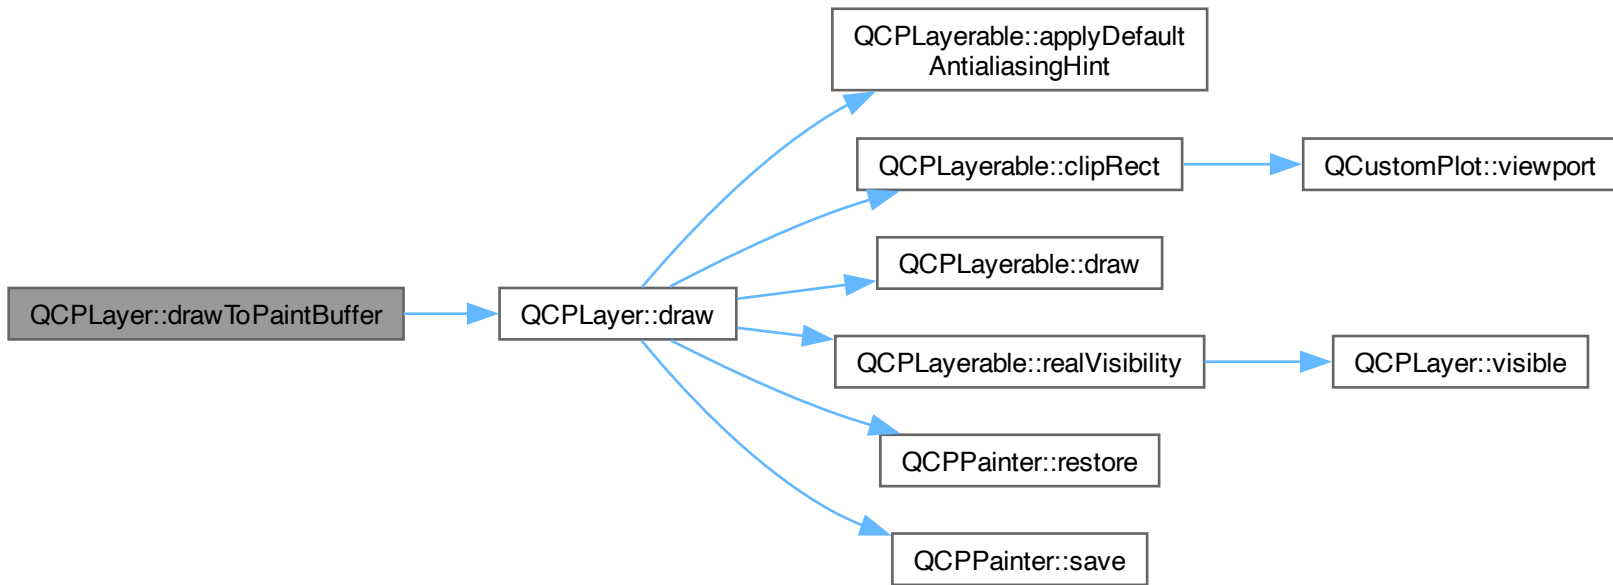 QCPLayer::drawToPaintBuffer
QCPLayer::draw
QCPLayerable::applyDefault
AntialiasingHint
QCPLayerable::clipRect
QCustomPlot::viewport
QCPLayerable::draw
QCPLayerable::realVisibility
QCPLayer::visible
QCPPainter::restore
QCPPainter::save